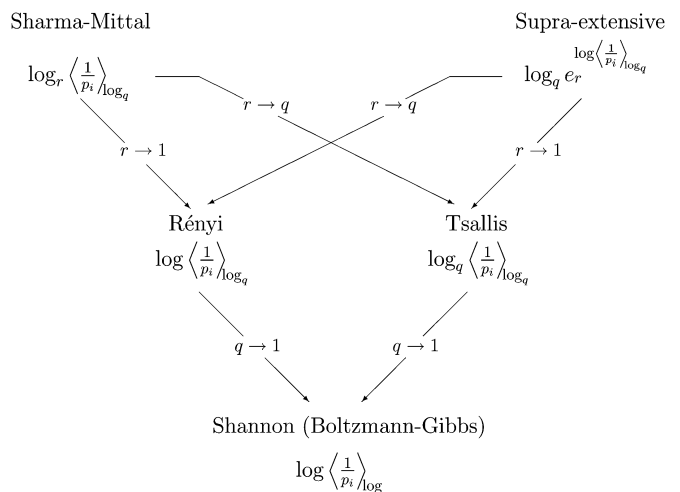 Sharma-Mittal Supra-extensive
log_r ⟨1/p_i⟩_{log_q} log_q e_r^{log⟨1/p_i⟩_{log_q}}
r → q r → q
r → 1 r → 1
Rényi Tsallis
log ⟨1/p_i⟩_{log_q} log_q ⟨1/p_i⟩_{log_q}
q → 1 q → 1
Shannon (Boltzmann-Gibbs)
log ⟨1/p_i⟩_{log}